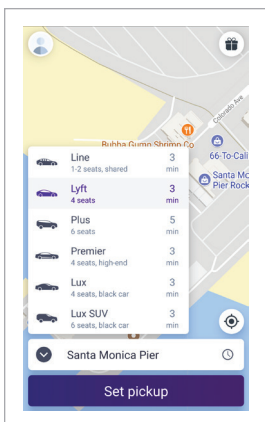 Colorado Ave
Bubba Gump Shrimp Co
66-To-Cali
Santa Mo
Pier Rock
Line
3
1-2 seats, shared
min
Lyft
3
4 seats
min
Plus
5
6 seats
min
Premier
3
4 seats, high-end
min
Lux
3
4 seats, black car
min
Lux SUV
3
6 seats, black car
min
Santa Monica Pier
Set pickup